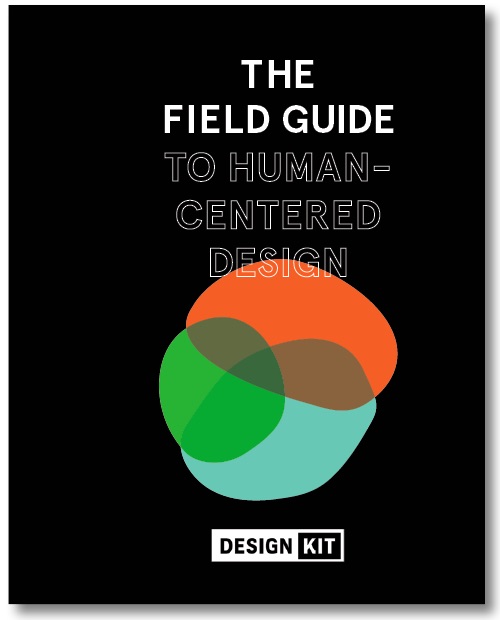 THE
FIELD GUIDE
TO HUMAN-
CENTERED
DESIGN
DESIGN KIT